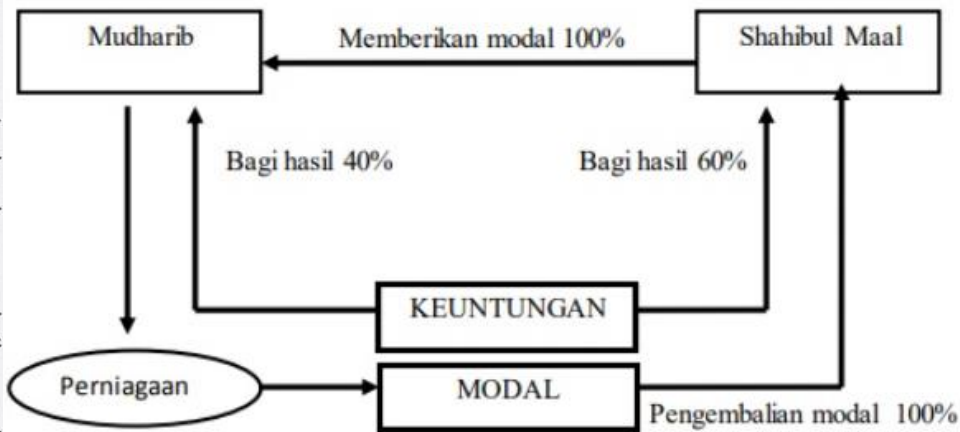 Mudharib
Memberikan modal 100%
Shahibul Maal
Bagi hasil 40%
Bagi hasil 60%
KEUNTUNGAN
Perniagaan
MODAL
Pengembalian modal 100%